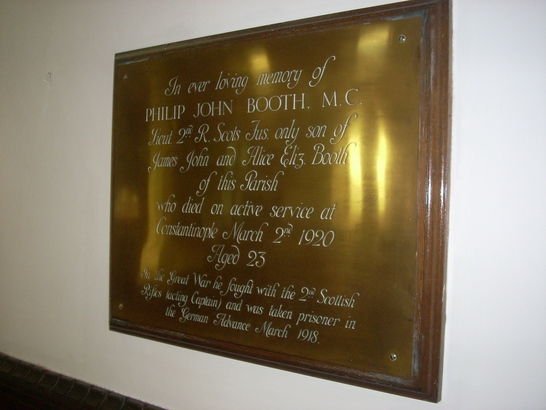 In ever loving memory of
PHILIP JOHN BOOTH, M.C.
Lieut. 2nd R. Scots Fus. only son of
James John and Alice Eliz. Booth
of this Parish
who died on active service at
Constantinople March 2nd 1920
Aged 23
In the Great War he fought with the 2nd Scottish
Rifles (acting Captain) and was taken prisoner in
the German Advance March 1918.